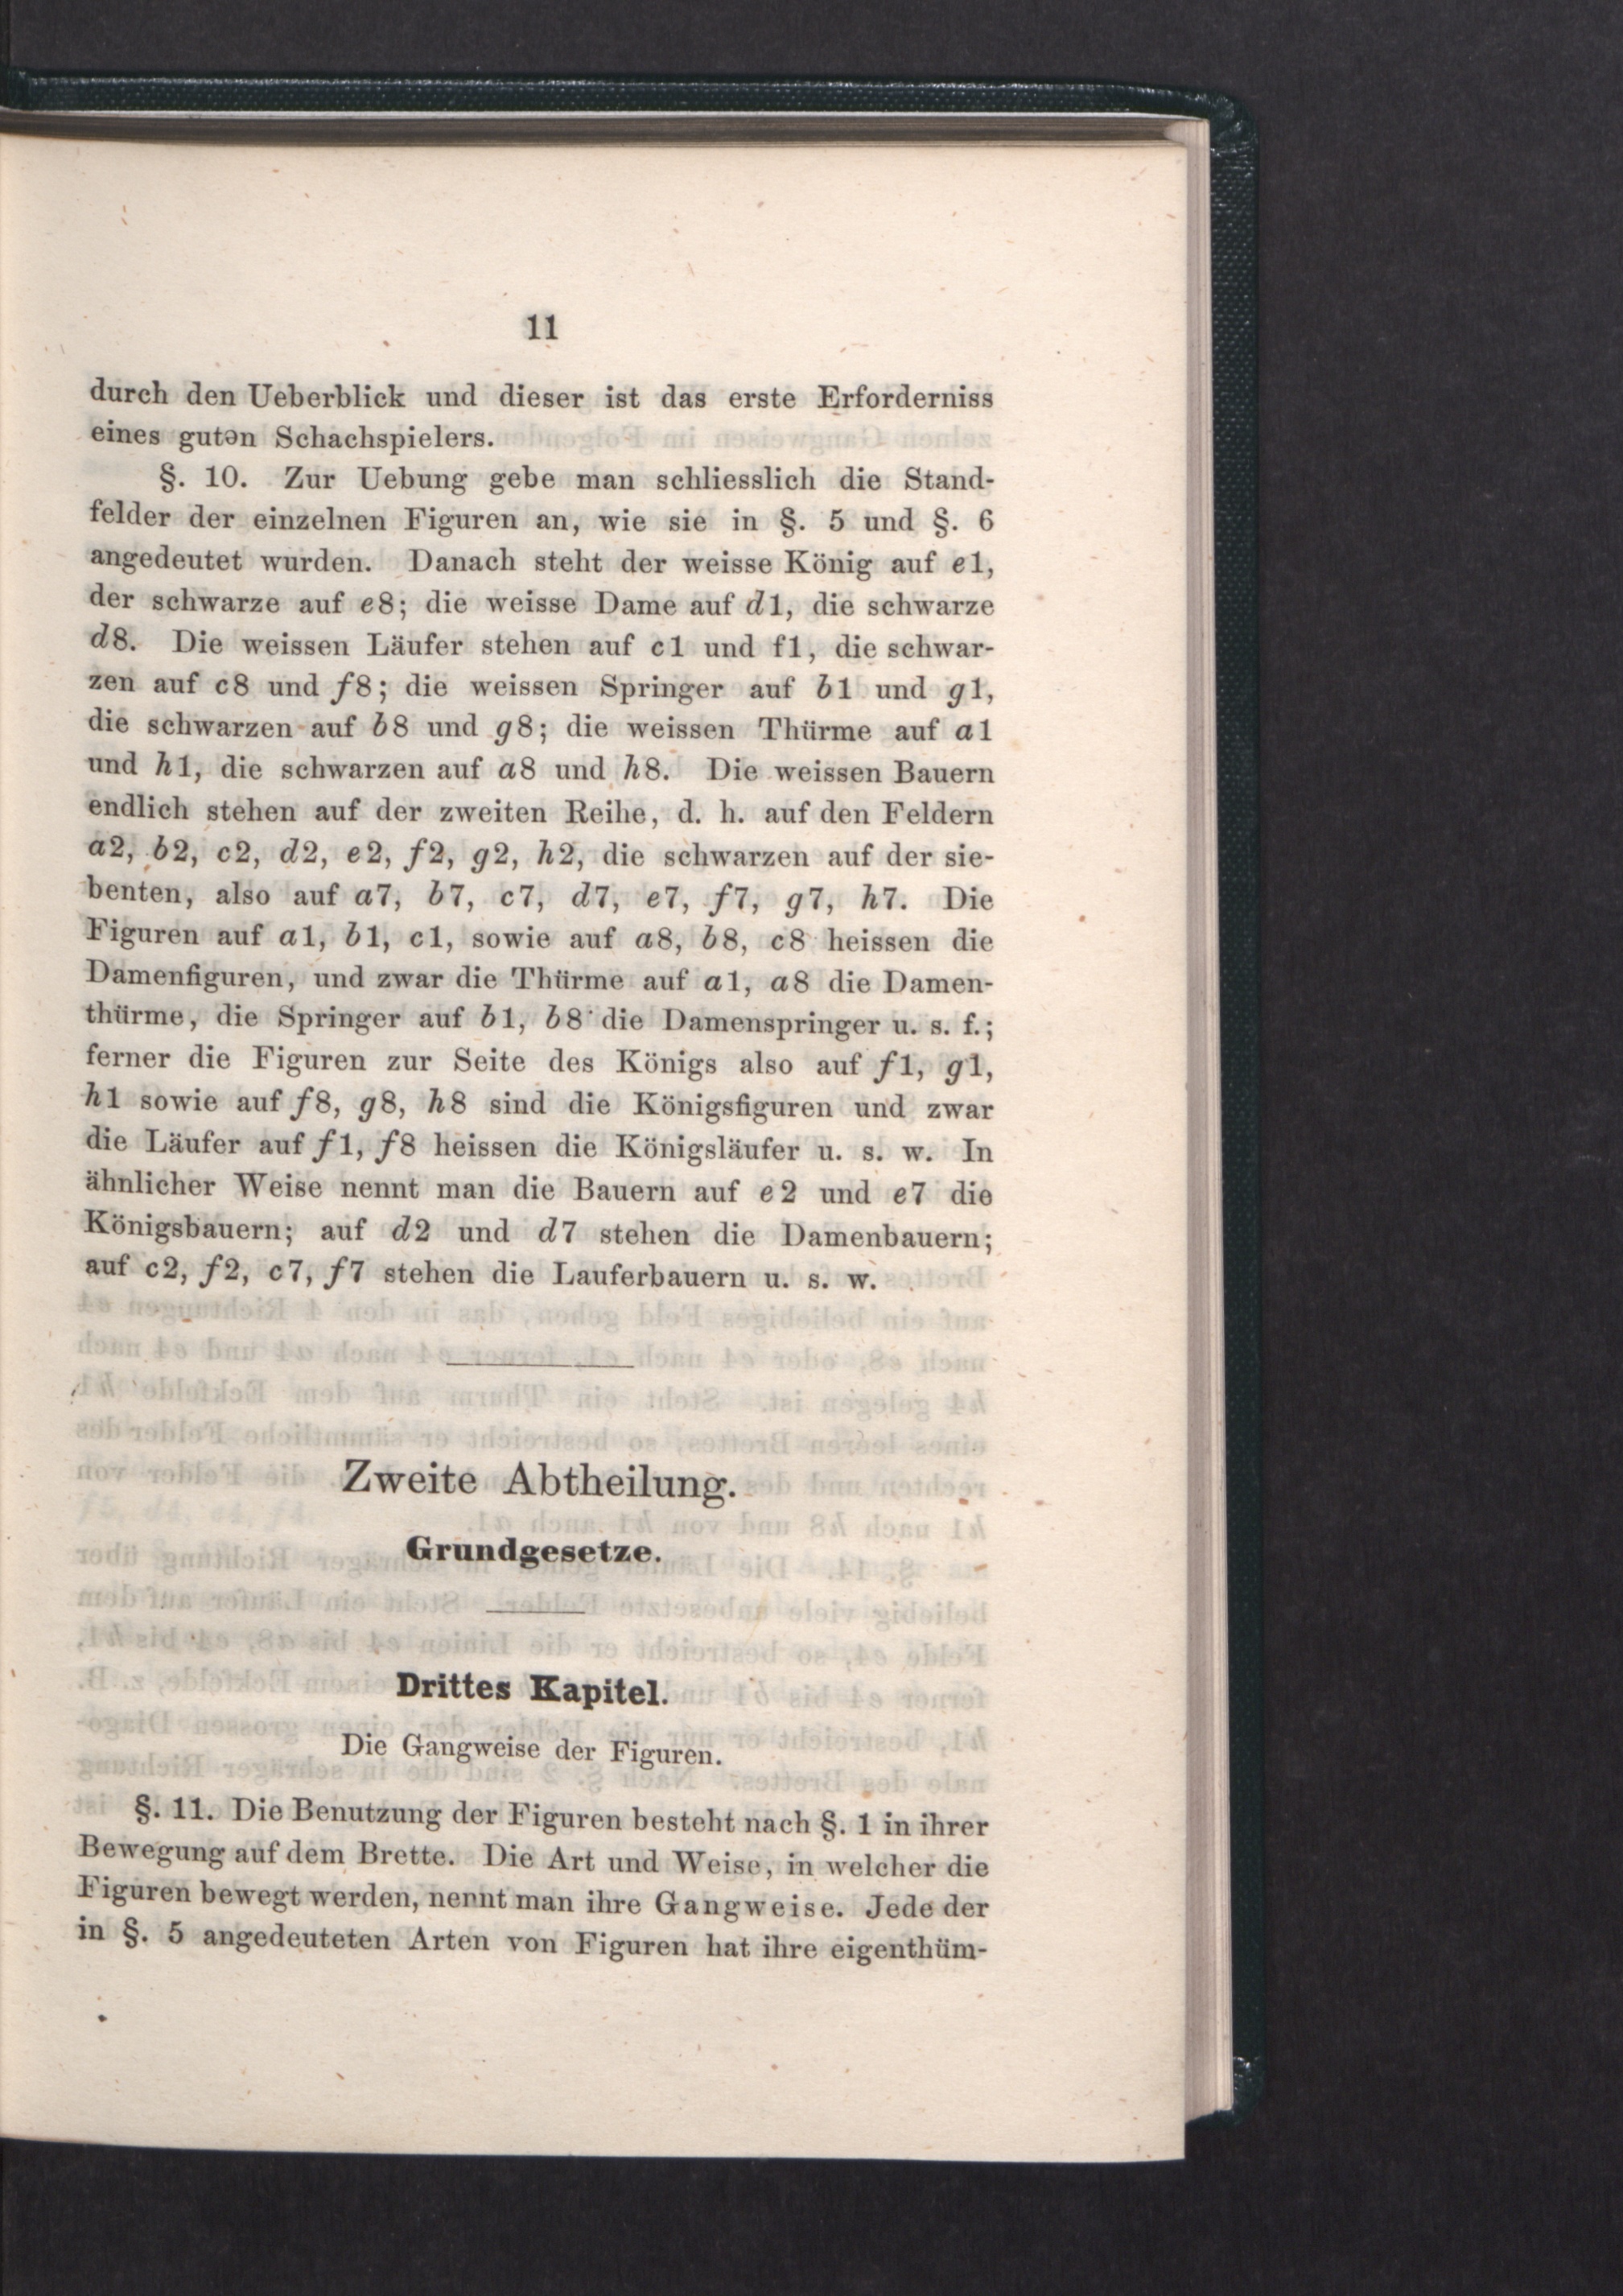 11
durch den Ueberblick und dieser ist das erste Erforderniss
eines guten Schachspielers.
§. 10. Zur Uebung gebe man schliesslich die Stand-
felder der einzelnen Figuren an, wie sie in §. 5 und §. 6
angedeutet wurden. Danach steht der weisse König auf e1,
der schwarze auf e8; die weisse Dame auf d1, die schwarze
d8. Die weissen Läufer stehen auf c1 und f1, die schwar-
zen auf c8 und f8; die weissen Springer auf b1 und g1,
die schwarzen auf b8 und g8; die weissen Thürme auf a1
und h1, die schwarzen auf a8 und h8. Die weissen Bauern
endlich stehen auf der zweiten Reihe, d. h. auf den Feldern
a2, b2, c2, d2, e2, f2, g2, h2, die schwarzen auf der sie-
benten, also auf a7, b7, c7, d7, e7, f7, g7, h7. Die
Figuren auf a1, b1, c1, sowie auf a8, b8, c8 heissen die
Damenfiguren, und zwar die Thürme auf a1, a8 die Damen-
thürme, die Springer auf b1, b8 die Damenspringer u. s. f.;
ferner die Figuren zur Seite des Königs also auf f1, g1,
h1 sowie auf f8, g8, h8 sind die Königsfiguren und zwar
die Läufer auf f1, f8 heissen die Königsläufer u. s. w. In
ähnlicher Weise nennt man die Bauern auf e2 und e7 die
Königsbauern; auf d2 und d7 stehen die Damenbauern;
auf c2, f2, c7, f7 stehen die Lauferbauern u. s. w.
Zweite Abtheilung.
Grundgesetze.
Drittes Kapitel.
Die Gangweise der Figuren.
§. 11. Die Benutzung der Figuren besteht nach §. 1 in ihrer
Bewegung auf dem Brette. Die Art und Weise, in welcher die
Figuren bewegt werden, nennt man ihre Gangweise. Jede der
in §. 5 angedeuteten Arten von Figuren hat ihre eigenthüm-